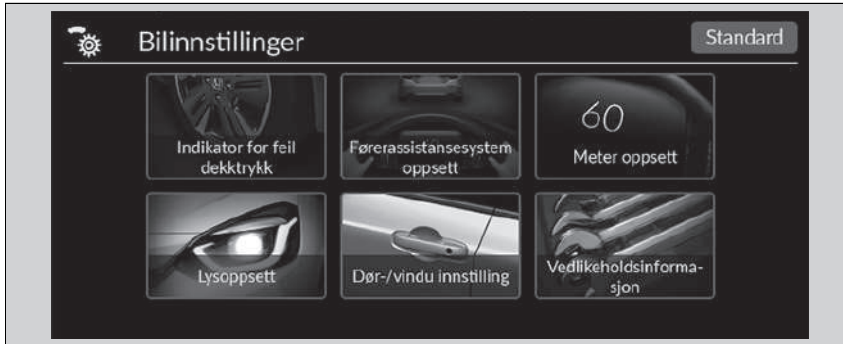 Bilinnstillinger
Standard
Indikator for feil
dekktrykk
Førerassistansesystem
oppsett
60
Meter oppsett
Lysoppsett
Dør-/vindu innstilling
Vedlikeholdsinforma-
sjon